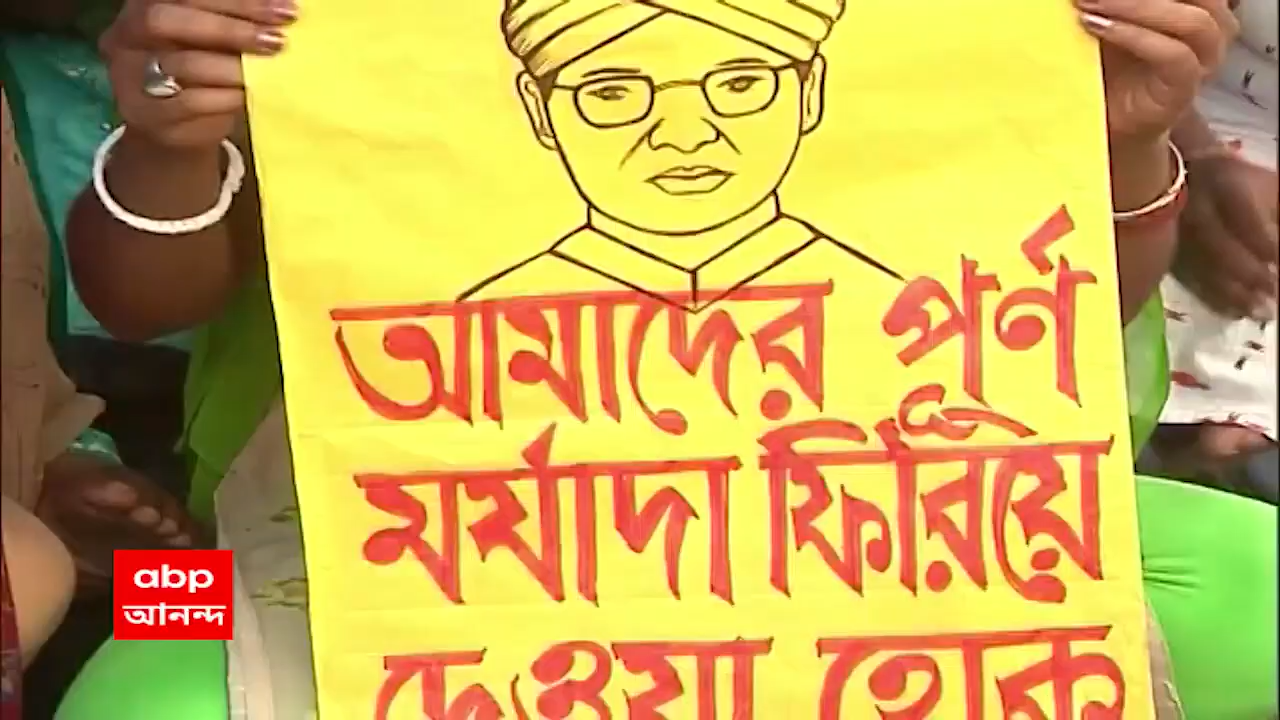 আমাদের পূর্ণ
মর্যাদা ফিরিয়ে
দেওয়া হোক
abp
আনন্দ